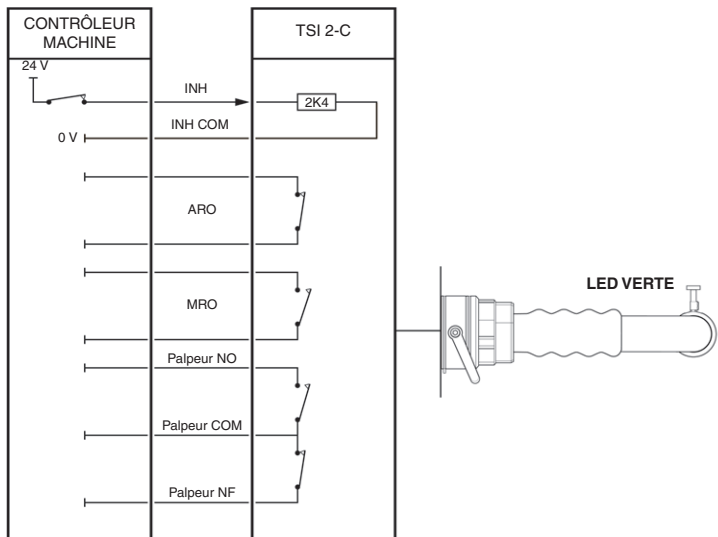 CONTRÔLEUR
MACHINE
TSI 2-C
24 V
INH
2K4
INH COM
0 V
ARO
MRO
LED VERTE
Palpeur NO
Palpeur COM
Palpeur NF